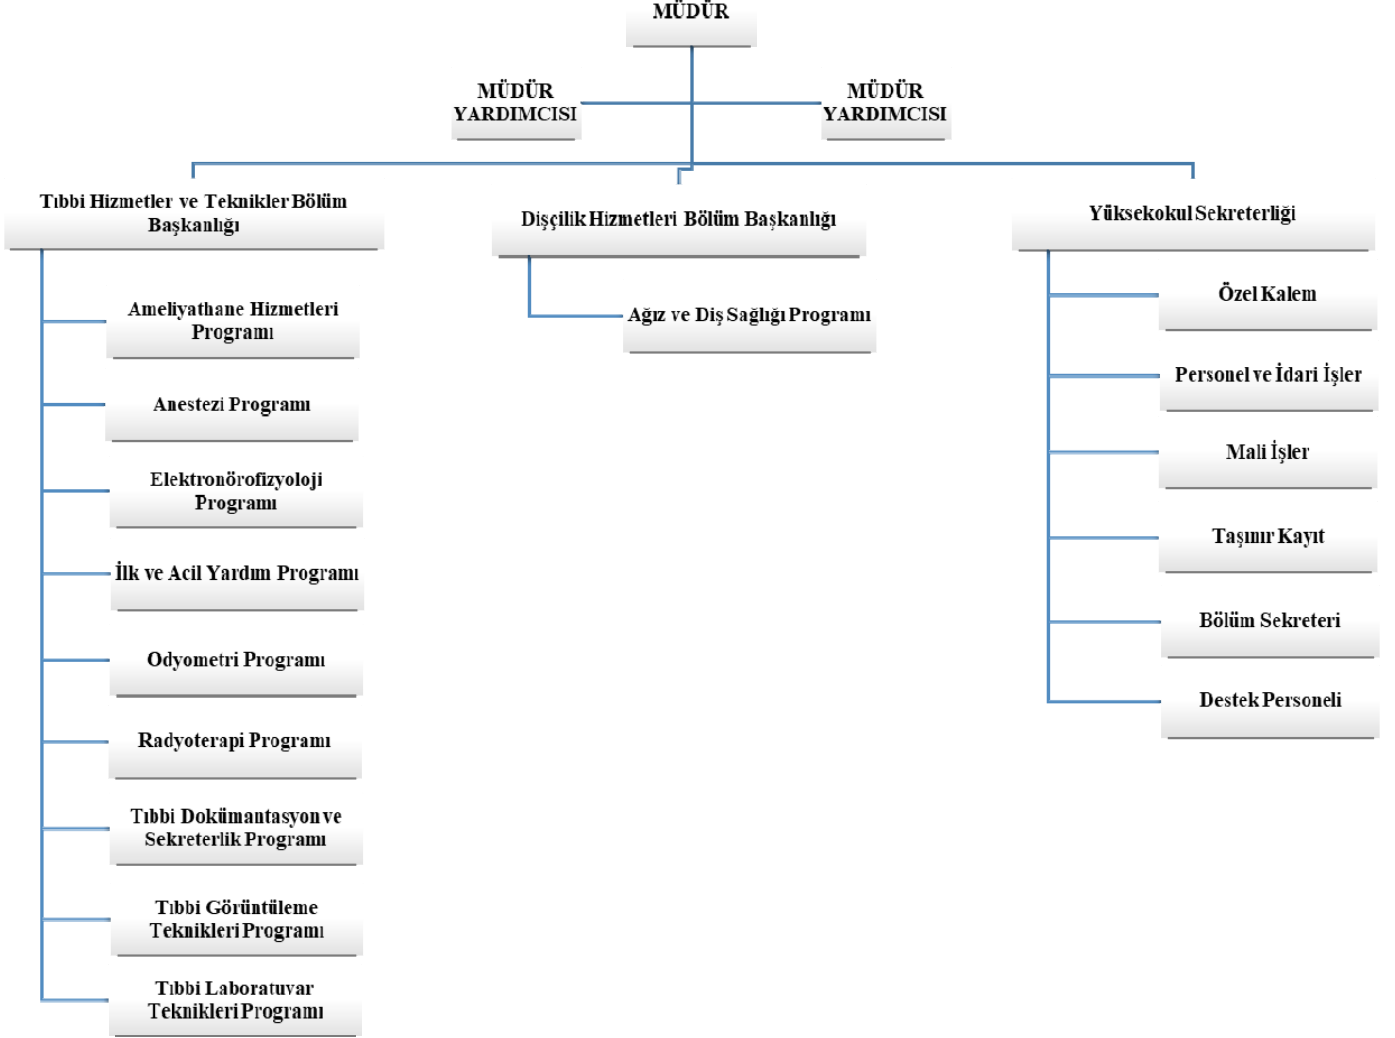 MÜDÜR
MÜDÜR
YARDIMCISI
MÜDÜR
YARDIMCISI
Tıbbi Hizmetler ve Teknikler Bölüm
Başkanlığı
Ameliyathane Hizmetleri
Programı
Anestezi Programı
Elektronörofizyoloji
Programı
İlk ve Acil Yardım Programı
Odyometri Programı
Radyoterapi Programı
Tıbbi Dokümantasyon ve
Sekreterlik Programı
Tıbbi Görüntüleme
Teknikleri Programı
Tıbbi Laboratuvar
Teknikleri Programı
Dişçilik Hizmetleri Bölüm Başkanlığı
Ağız ve Diş Sağlığı Programı
Yüksekokul Sekreterliği
Özel Kalem
Personel ve İdari İşler
Mali İşler
Taşınır Kayıt
Bölüm Sekreteri
Destek Personeli